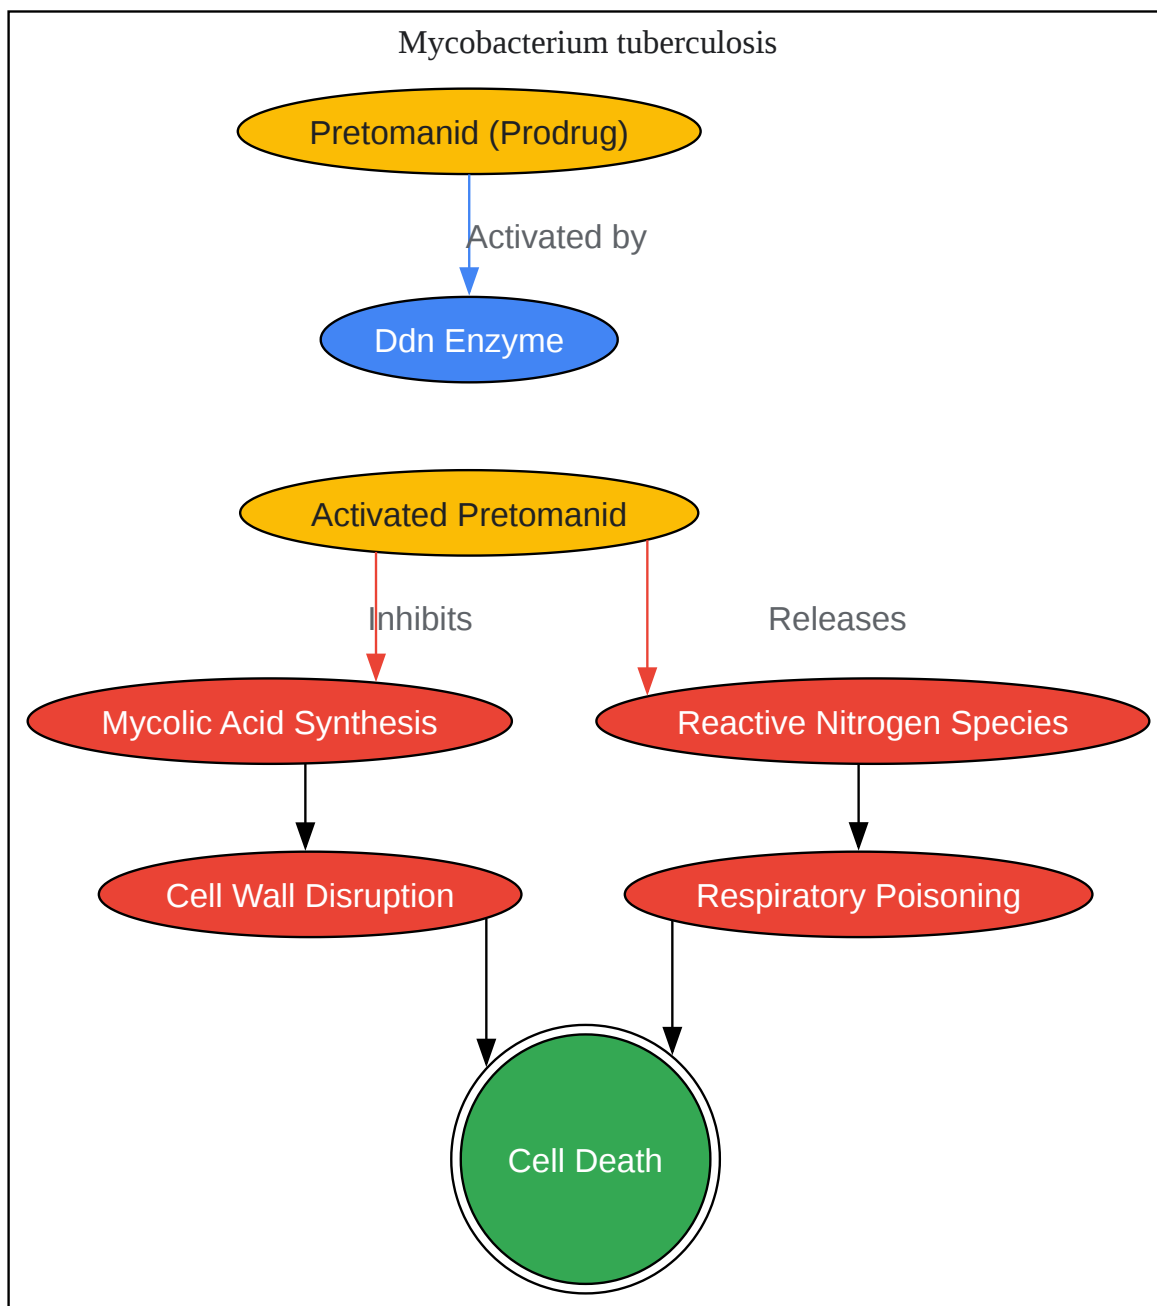 Mycobacterium tuberculosis
Pretomanid (Prodrug)
Activated by
Ddn Enzyme
Activated Pretomanid
Inhibits
Releases
Mycolic Acid Synthesis
Reactive Nitrogen Species
Cell Wall Disruption
Respiratory Poisoning
Cell Death